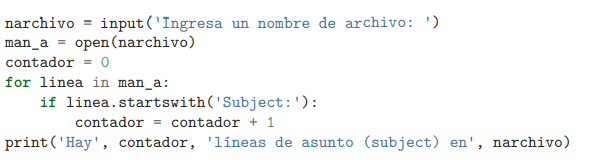 narchivo = input('Ingresa un nombre de archivo: ')
man_a = open(narchivo)
contador = 0
for linea in man_a:
    if linea.startswith('Subject:'):
        contador = contador + 1
print('Hay', contador, 'líneas de asunto (subject) en', narchivo)